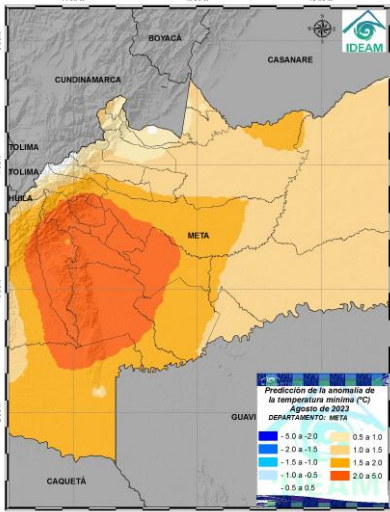 IDEAM
BOYACÁ
CASANARE
CUNDINAMARCA
TOLIMA
TOLIMA
HUILA
META
GUAVI
CAQUETÁ
Predicción de la anomalía de
la temperatura mínima (°C)
Agosto de 2023
DEPARTAMENTO: META
- 5.0 a -2.0
- 2.0 a -1.5
- 1.5 a -1.0
- 1.0 a -0.5
- 0.5 a 0.5
0.5 a 1.0
1.0 a 1.5
1.5 a 2.0
2.0 a 5.0